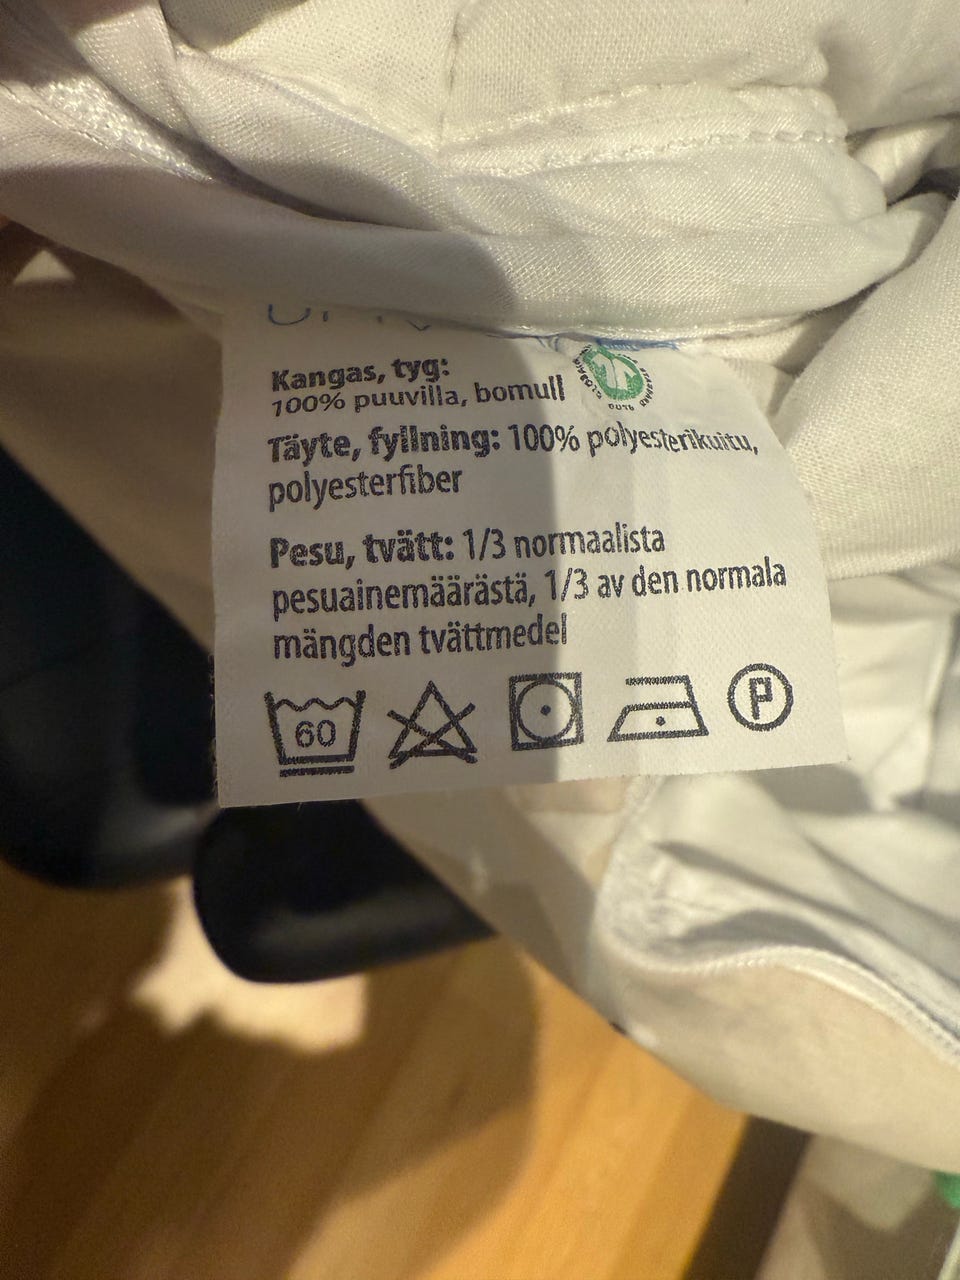 Kangas, tyg:
100% puuvilla, bomull
Täyte, fyllning: 100% polyesterikuitu,
polyesterfiber
Pesu, tvätt: 1/3 normaalista
pesuainemäärästä, 1/3 av den normala
mängden tvättmedel
60
P